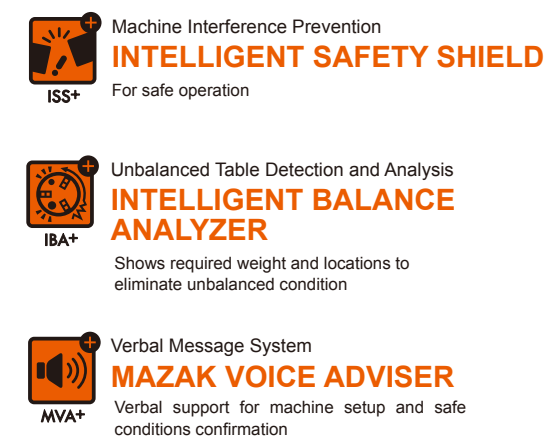 Machine Interference Prevention
INTELLIGENT SAFETY SHIELD
ISS+
For safe operation
Unbalanced Table Detection and Analysis
INTELLIGENT BALANCE
ANALYZER
IBA+
Shows required weight and locations to
eliminate unbalanced condition
Verbal Message System
MAZAK VOICE ADVISER
MVA+
Verbal support for machine setup and safe
conditions confirmation